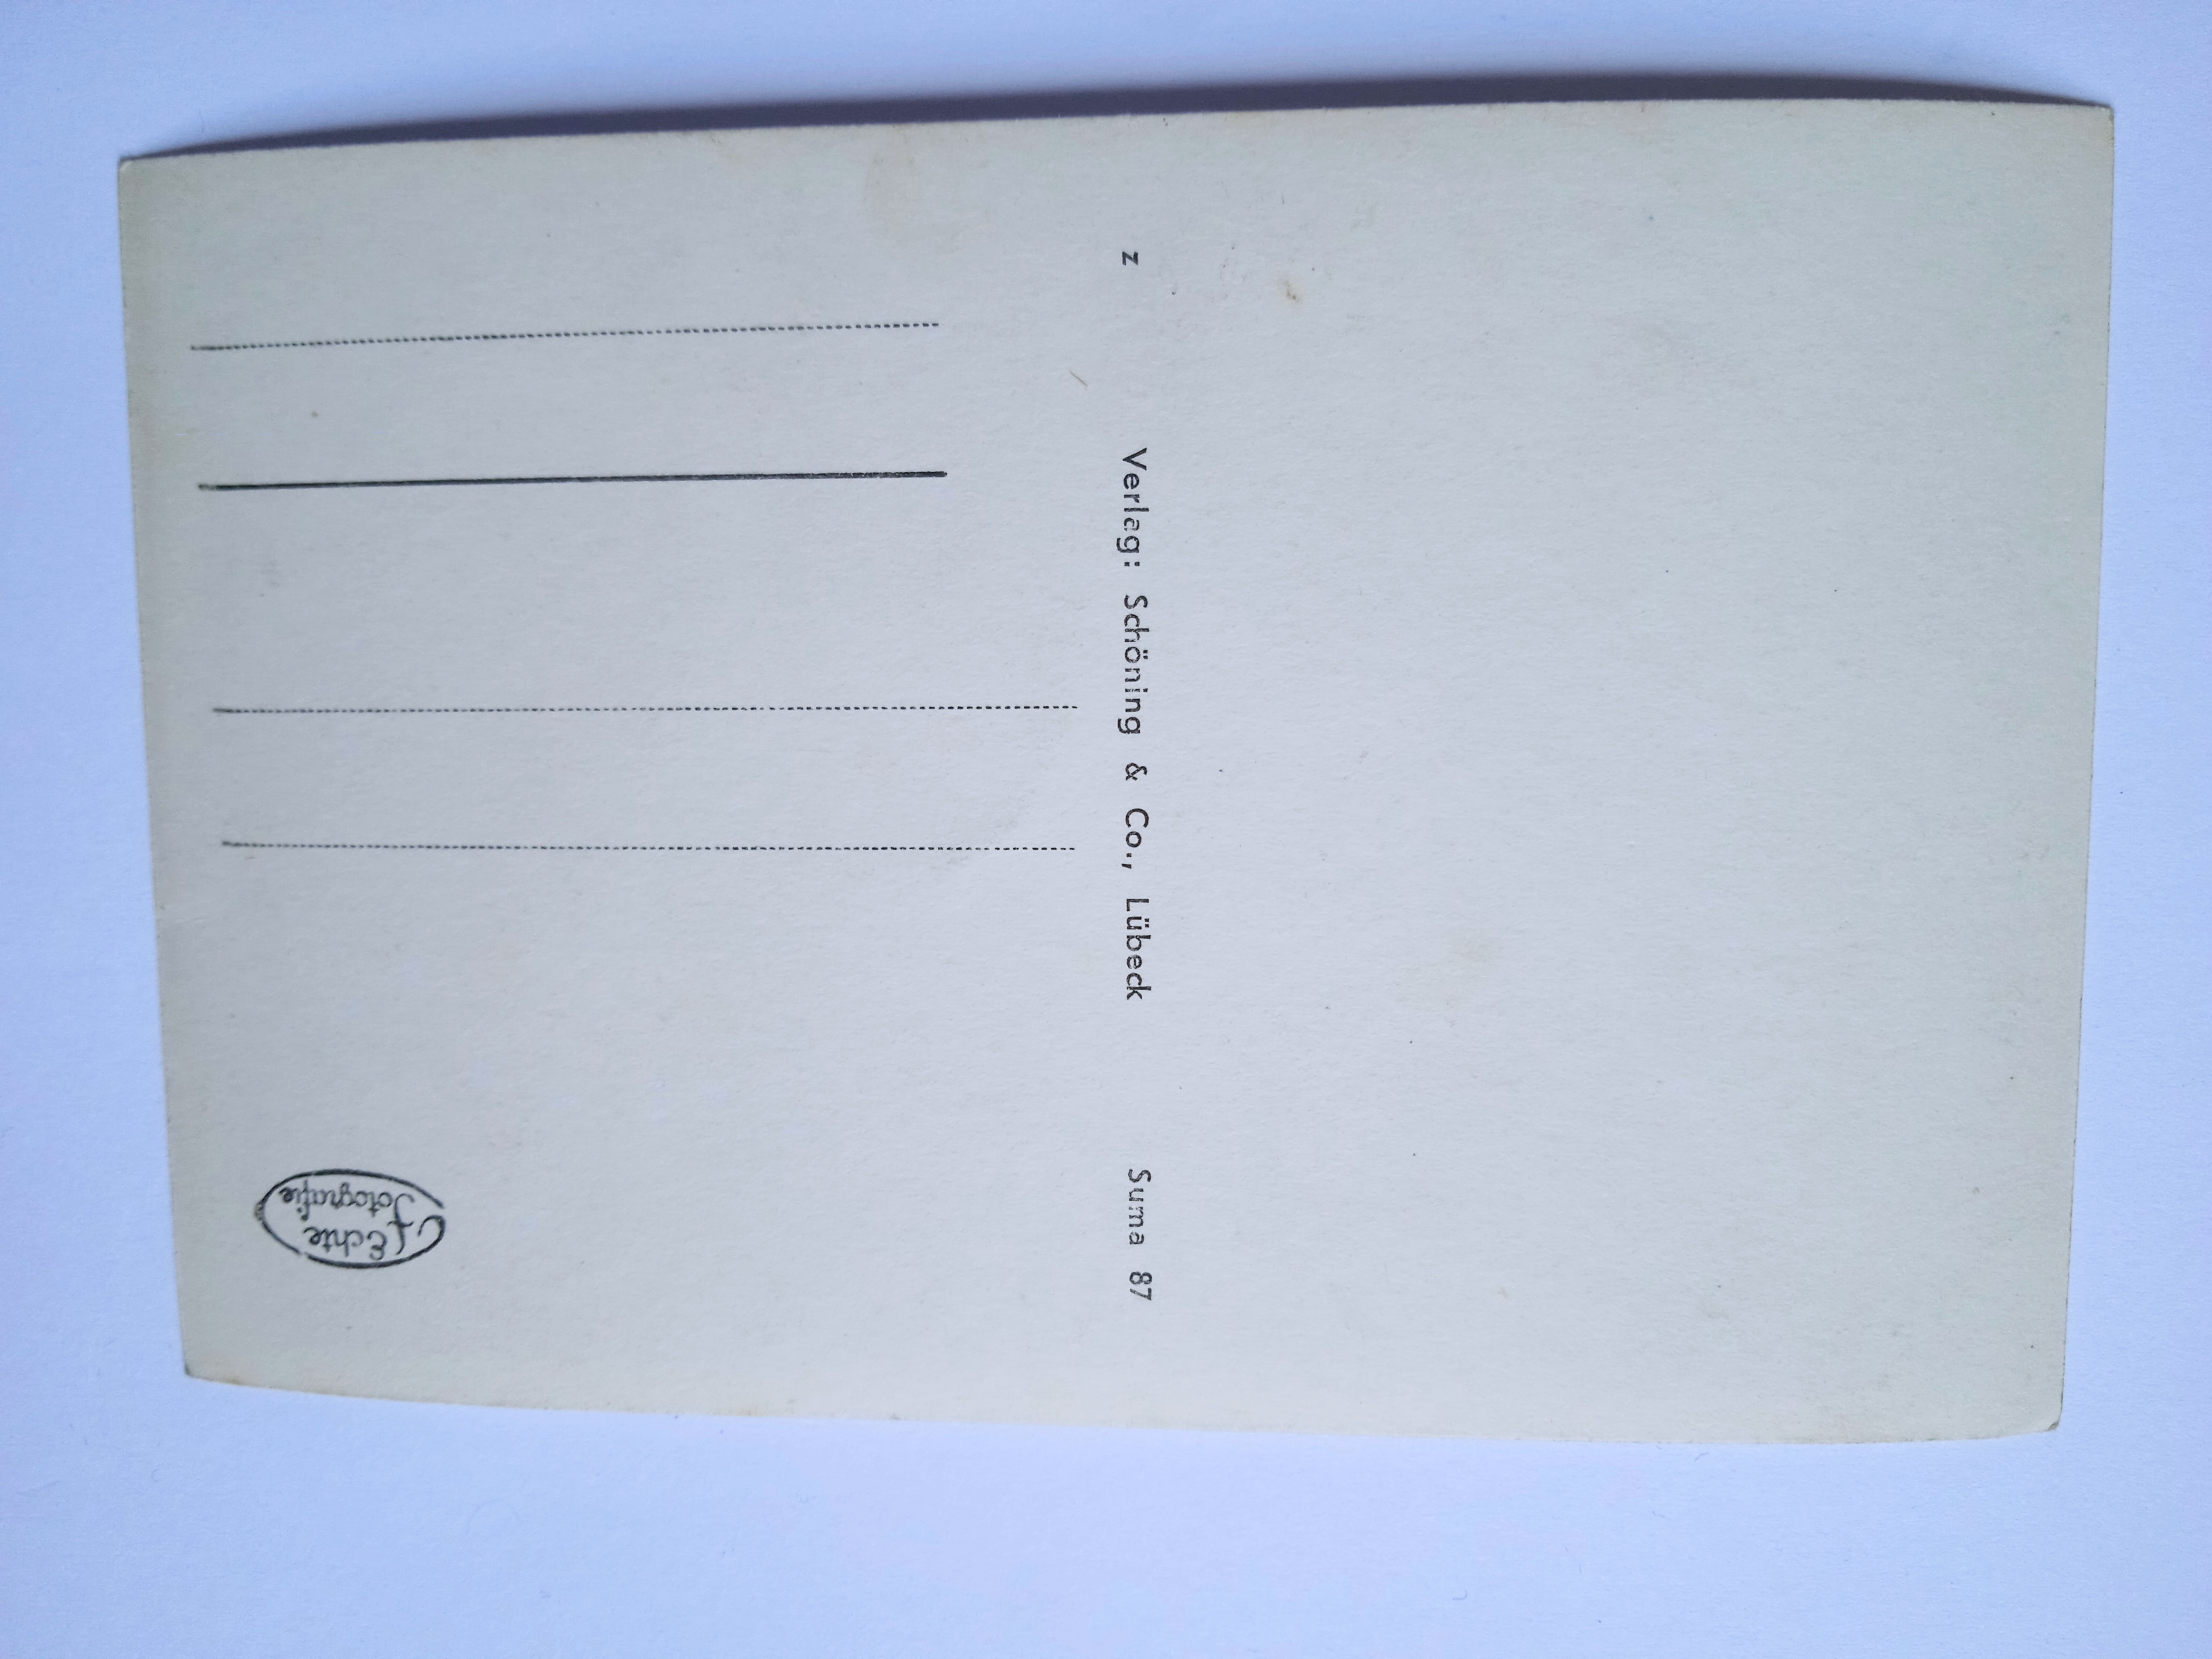 z Verlag: Schöning & Co., Lübeck Suma 87
Echte
Fotografie